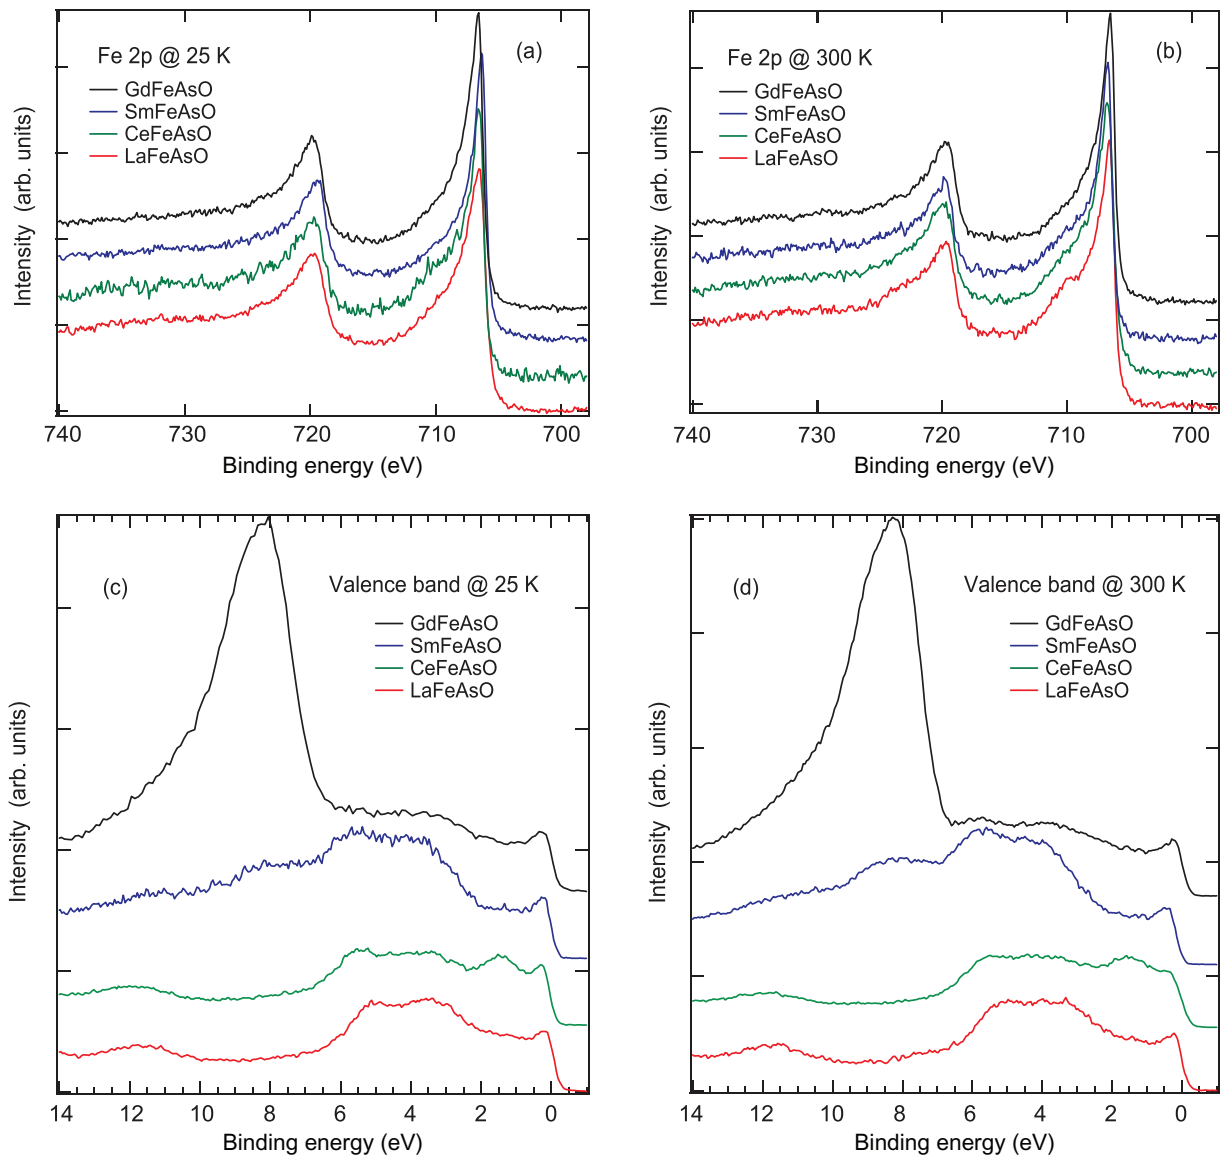 Fe 2p @ 25 K
(a)
GdFeAsO
SmFeAsO
CeFeAsO
LaFeAsO
Intensity (arb. units)
740 730 720 710 700
Binding energy (eV)
Fe 2p @ 300 K
(b)
GdFeAsO
SmFeAsO
CeFeAsO
LaFeAsO
Intensity (arb. units)
740 730 720 710 700
Binding energy (eV)
(c)
Valence band @ 25 K
GdFeAsO
SmFeAsO
CeFeAsO
LaFeAsO
Intensity (arb. units)
14 12 10 8 6 4 2 0
Binding energy (eV)
(d)
Valence band @ 300 K
GdFeAsO
SmFeAsO
CeFeAsO
LaFeAsO
Intensity (arb. units)
14 12 10 8 6 4 2 0
Binding energy (eV)